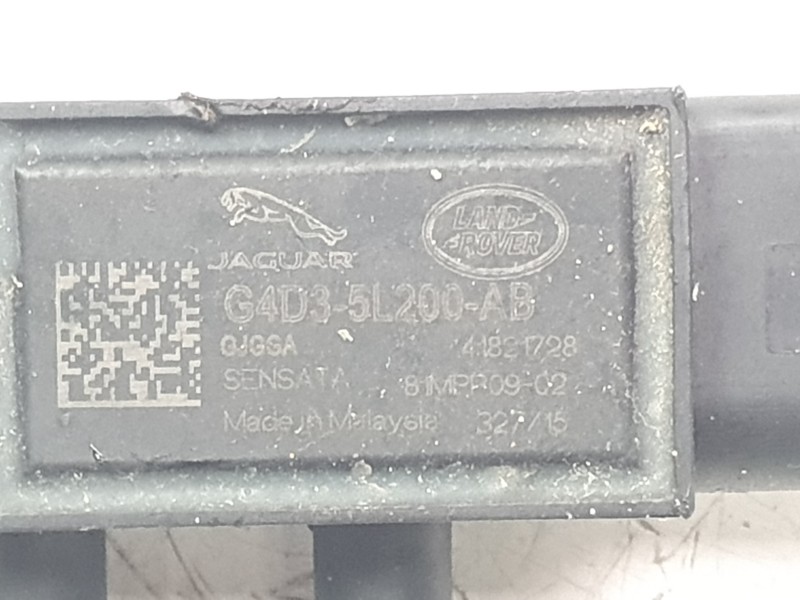 JAGUAR
LAND
ROVER
G4D3-5L200-AB
GJGSA 41821728
SENSATA 81MPP09-02
Made in Malaysia 327/15